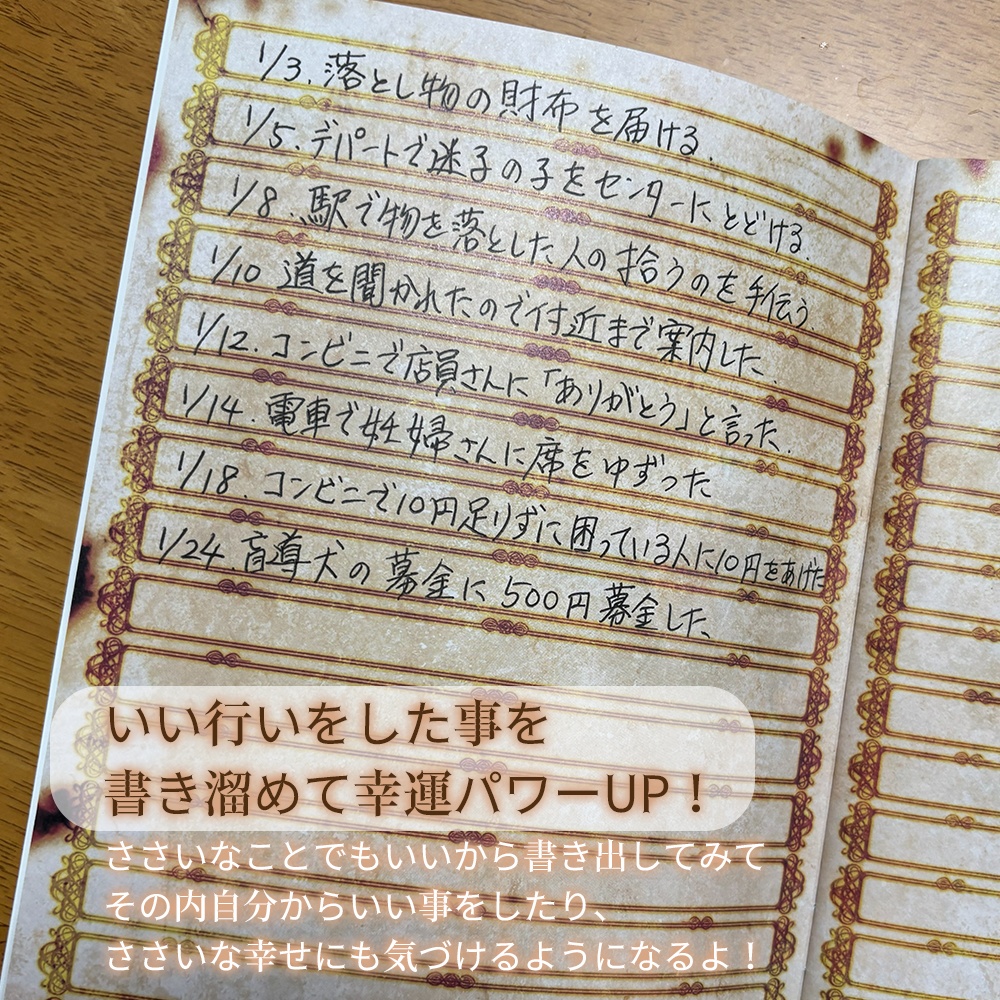 1/3. 落とし物の財布を届ける.
1/5. デパートで迷子の子をセンターにとどける.
1/8. 駅で物を落とした人の拾うのを手伝う.
1/10 道を聞かれたので付近まで案内した.
1/12. コンビニで店員さんに「ありがとう」と言った.
1/14. 電車で妊婦さんに席をゆずった
1/18. コンビニで10円足りずに困っている人に10円をあげた
1/24. 盲導犬の募金に500円募金した、
いい行いをした事を
書き溜めて幸運パワーUP！
ささいなことでもいいから書き出してみて
その内自分からいい事をしたり、
ささいな幸せにも気づけるようになるよ！